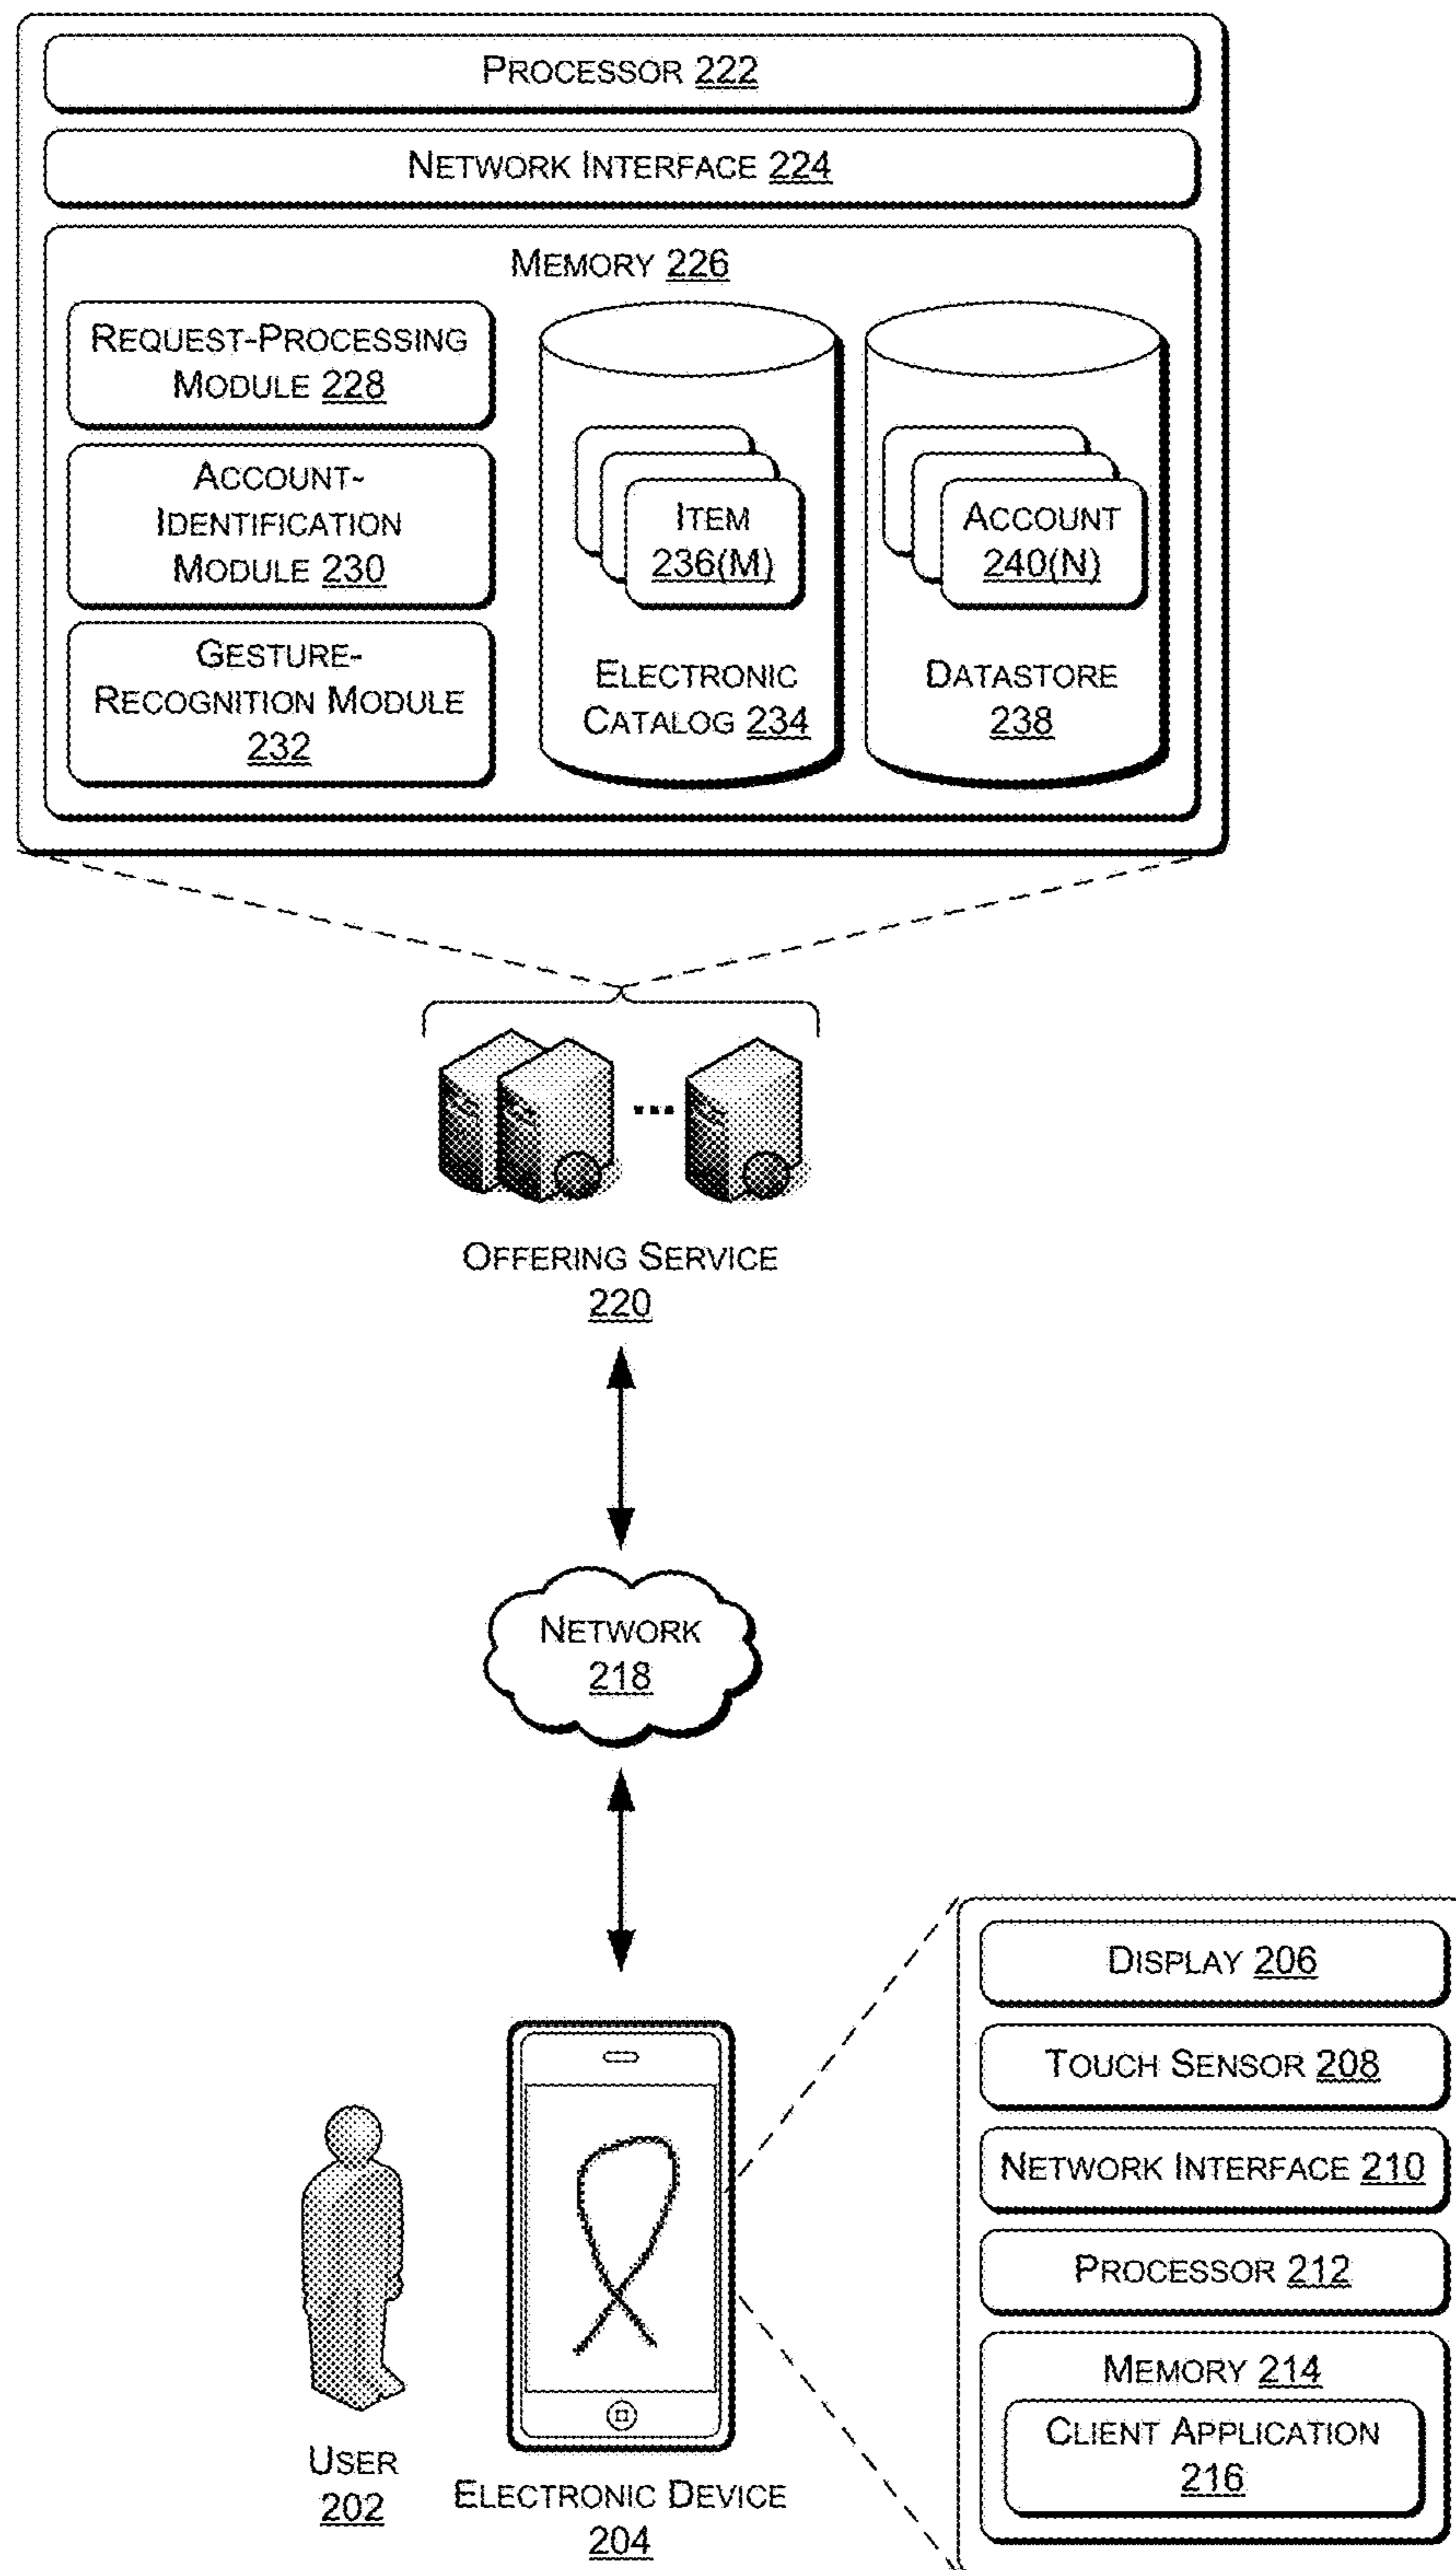 PROCESSOR 222
NETWORK INTERFACE 224
MEMORY 226
REQUEST-PROCESSING
MODULE 228
ACCOUNT-
IDENTIFICATION
MODULE 230
GESTURE-
RECOGNITION MODULE
232
ITEM
236(M)
ELECTRONIC
CATALOG 234
ACCOUNT
240(N)
DATASTORE
238
...
OFFERING SERVICE
220
NETWORK
218
USER
202
ELECTRONIC DEVICE
204
DISPLAY 206
TOUCH SENSOR 208
NETWORK INTERFACE 210
PROCESSOR 212
MEMORY 214
CLIENT APPLICATION
216